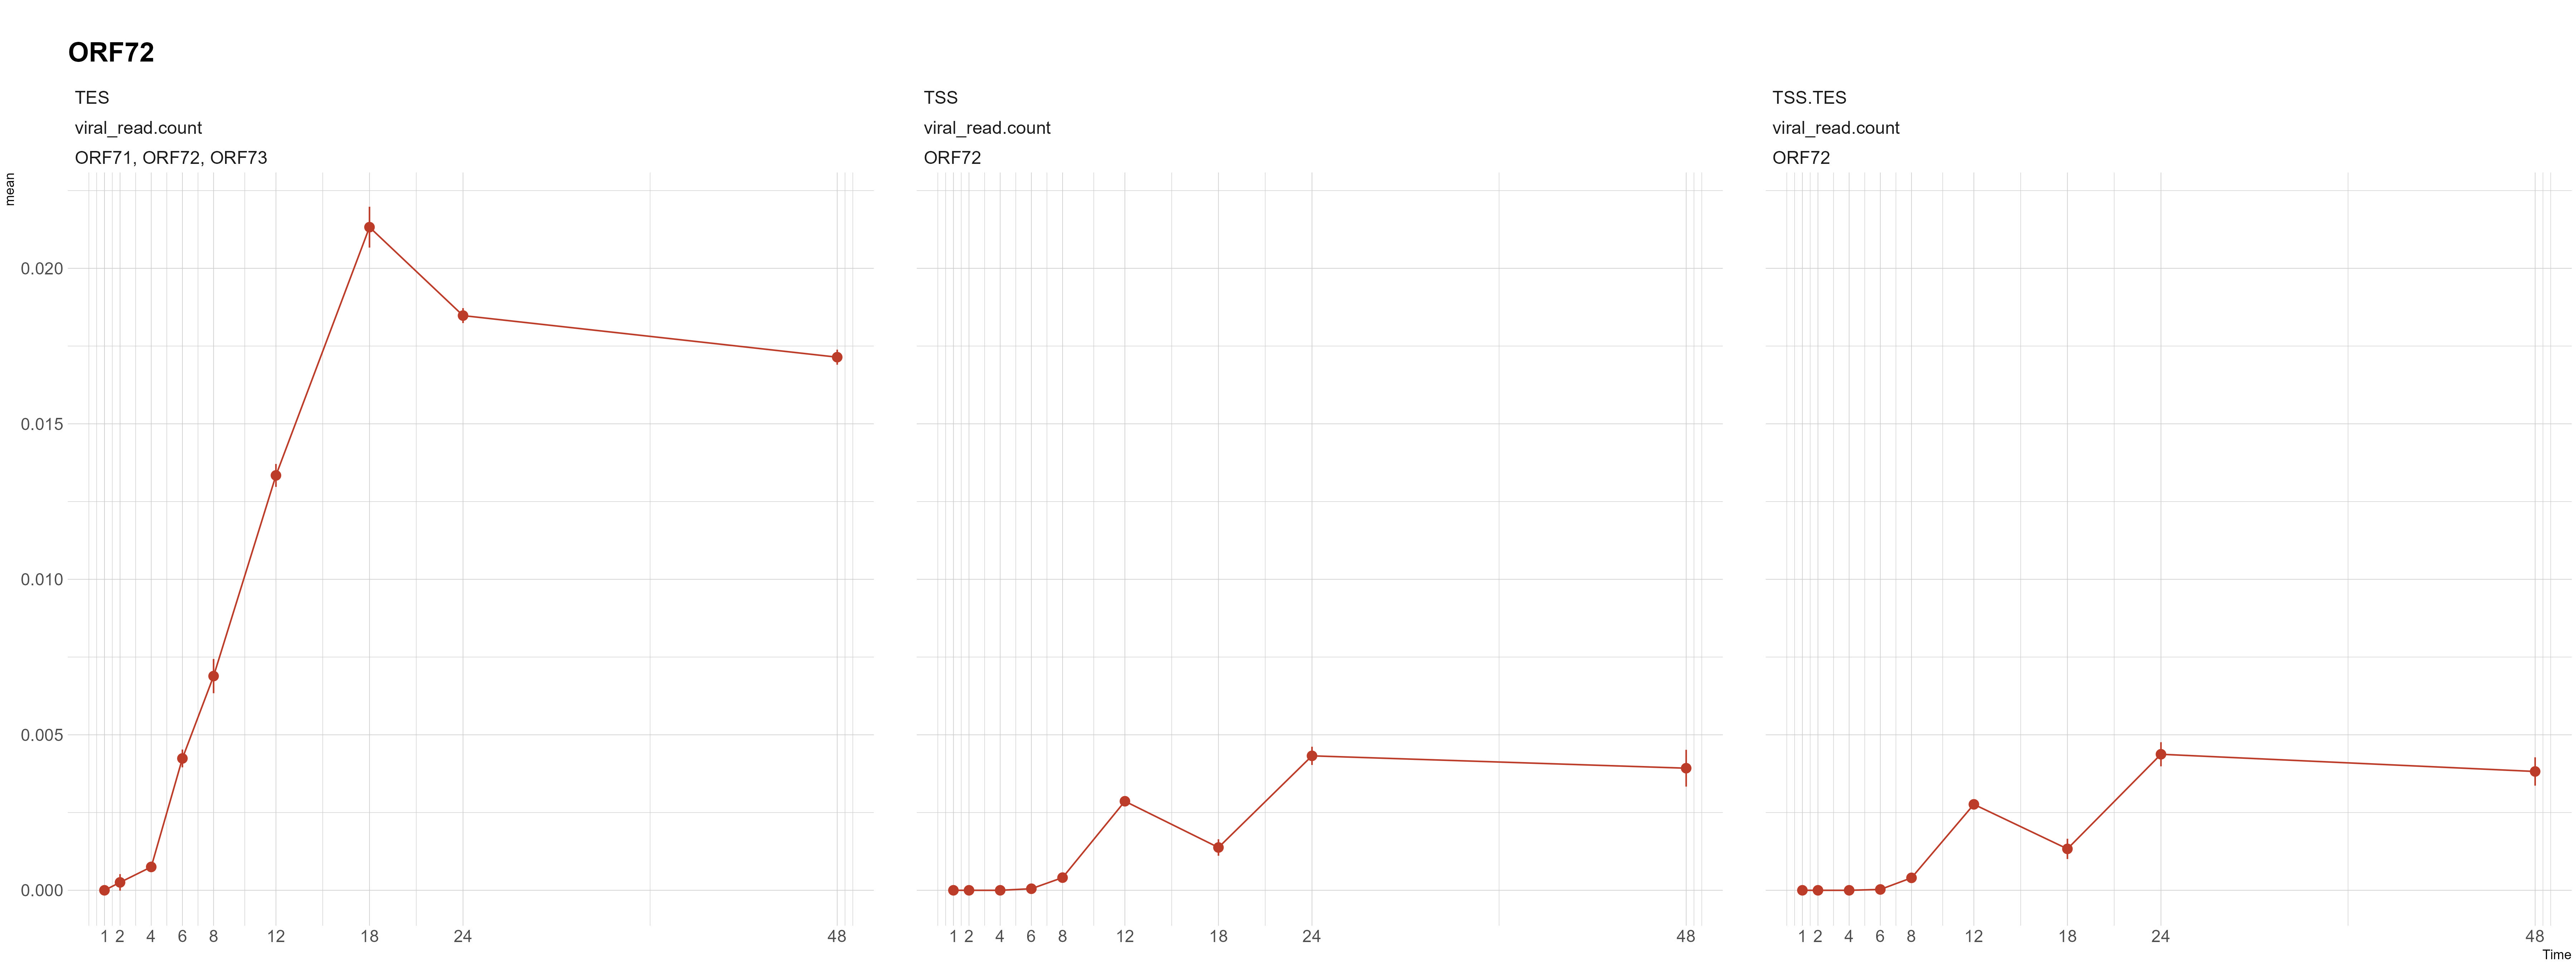 ORF72
TES
viral_read.count
ORF71, ORF72, ORF73
TSS
viral_read.count
ORF72
TSS.TES
viral_read.count
ORF72
mean
0.020
0.015
0.010
0.005
0.000
1 2 4 6 8 12 18 24 48
1 2 4 6 8 12 18 24 48
1 2 4 6 8 12 18 24 48
Time